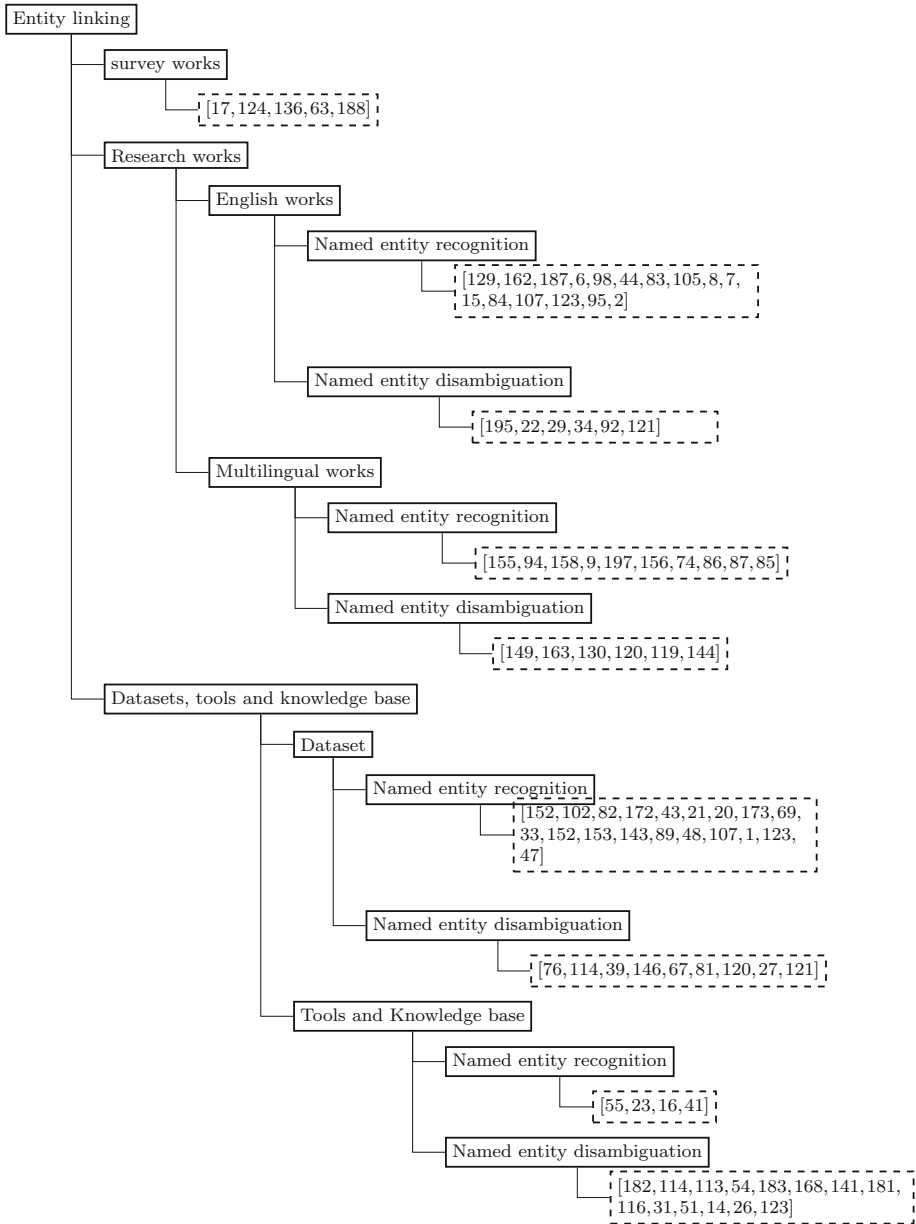 Entity linking
survey works
[17,124,136,63,188]
Research works
English works
Named entity recognition
[129,162,187,6,98,44,83,105,8,7,
15,84,107,123,95,2]
Named entity disambiguation
[195,22,29,34,92,121]
Multilingual works
Named entity recognition
[155,94,158,9,197,156,74,86,87,85]
Named entity disambiguation
[149,163,130,120,119,144]
Datasets, tools and knowledge base
Dataset
Named entity recognition
[152,102,82,172,43,21,20,173,69,
33,152,153,143,89,48,107,1,123,
47]
Named entity disambiguation
[76,114,39,146,67,81,120,27,121]
Tools and Knowledge base
Named entity recognition
[55,23,16,41]
Named entity disambiguation
[182,114,113,54,183,168,141,181,
116,31,51,14,26,123]